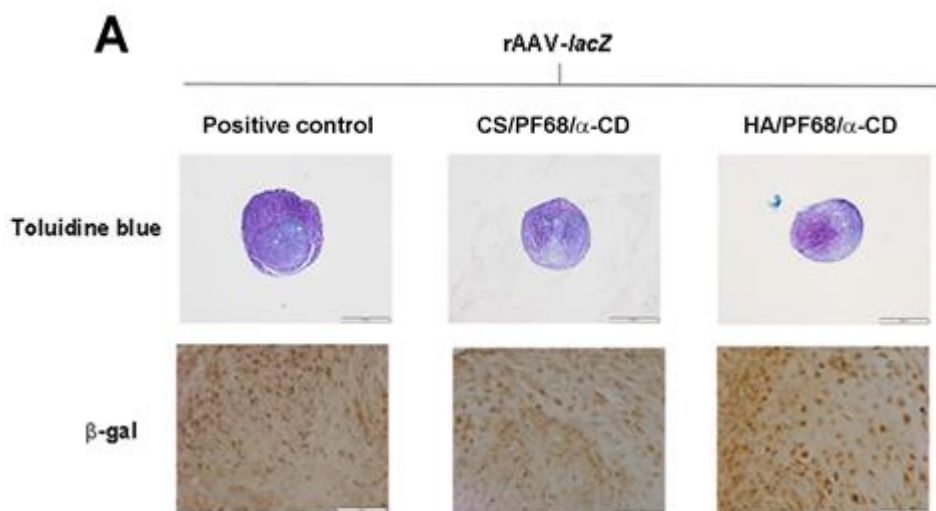 A
rAAV-lacZ
Positive control CS/PF68/α-CD HA/PF68/α-CD
Toluidine blue
β-gal